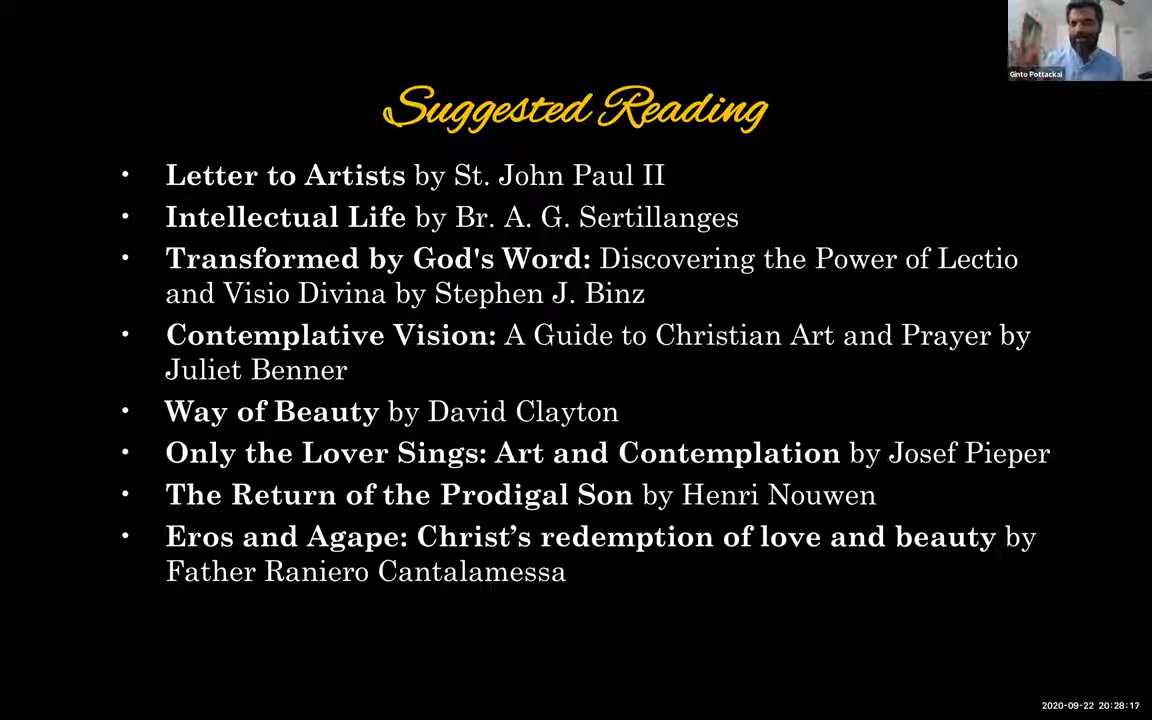 Ginto Pottackal
Suggested Reading
• Letter to Artists by St. John Paul II
• Intellectual Life by Br. A. G. Sertillanges
• Transformed by God's Word: Discovering the Power of Lectio
and Visio Divina by Stephen J. Binz
• Contemplative Vision: A Guide to Christian Art and Prayer by
Juliet Benner
• Way of Beauty by David Clayton
• Only the Lover Sings: Art and Contemplation by Josef Pieper
• The Return of the Prodigal Son by Henri Nouwen
• Eros and Agape: Christ’s redemption of love and beauty by
Father Raniero Cantalamessa
2020-09-22 20:28:17